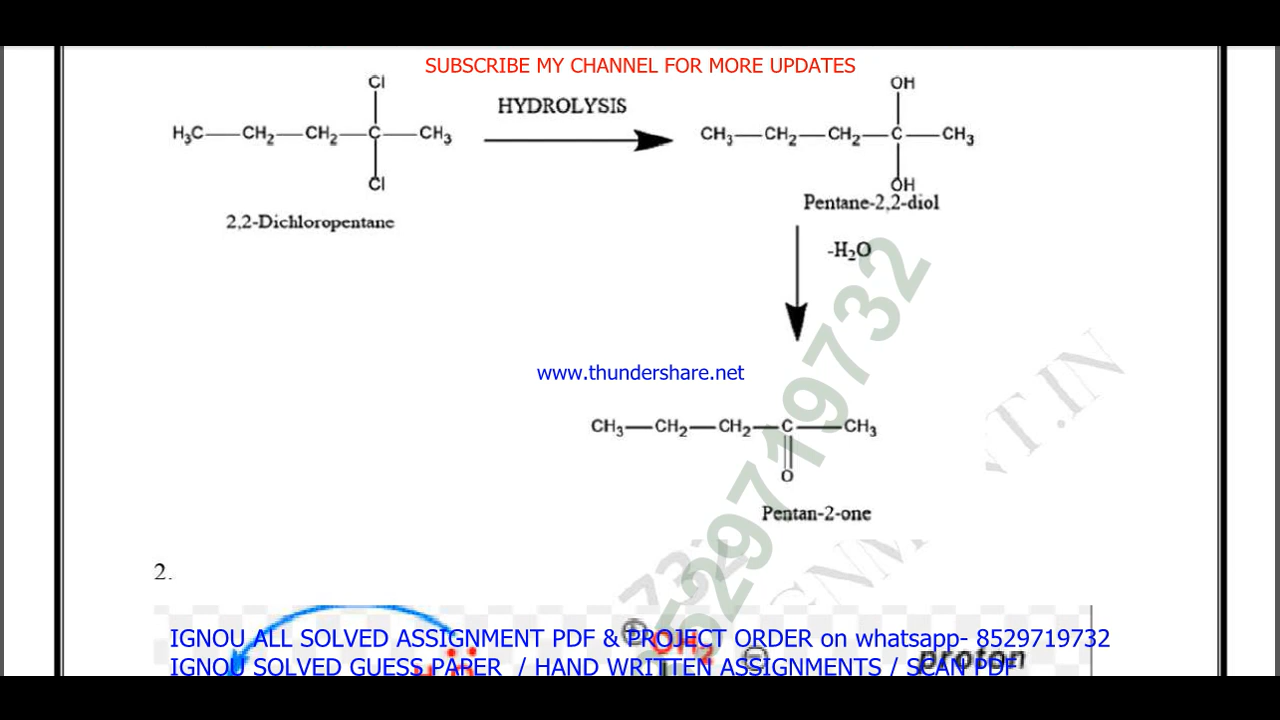 SUBSCRIBE MY CHANNEL FOR MORE UPDATES
Cl
OH
HYDROLYSIS
H₃C—CH₂—CH₂—C—CH₃
CH₃—CH₂—CH₂—C—CH₃
Cl
OH
2,2-Dichloropentane
Pentane-2,2-diol
-H₂O
www.thundershare.net
CH₃—CH₂—CH₂—C—CH₃
O
Pentan-2-one
8529719732
2.
IGNOU ALL SOLVED ASSIGNMENT PDF & PROJECT ORDER on whatsapp- 8529719732
⊕ OH₂ ⊖
proton
IGNOU SOLVED GUESS PAPER / HAND WRITTEN ASSIGNMENTS / SCAN PDF